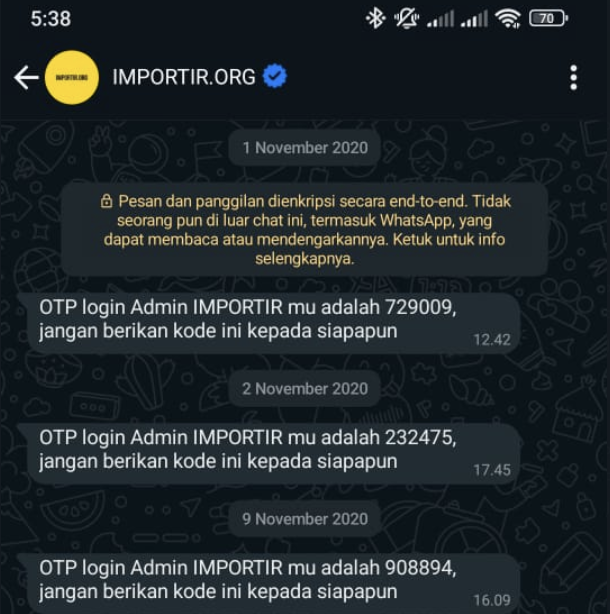 5:38
70
IMPORTIR.ORG
IMPORTIR.ORG
1 November 2020
Pesan dan panggilan dienkripsi secara end-to-end. Tidak
seorang pun di luar chat ini, termasuk WhatsApp, yang
dapat membaca atau mendengarkannya. Ketuk untuk info
selengkapnya.
OTP login Admin IMPORTIR mu adalah 729009,
jangan berikan kode ini kepada siapapun
12.42
2 November 2020
OTP login Admin IMPORTIR mu adalah 232475,
jangan berikan kode ini kepada siapapun
17.45
9 November 2020
OTP login Admin IMPORTIR mu adalah 908894,
jangan berikan kode ini kepada siapapun
16.09